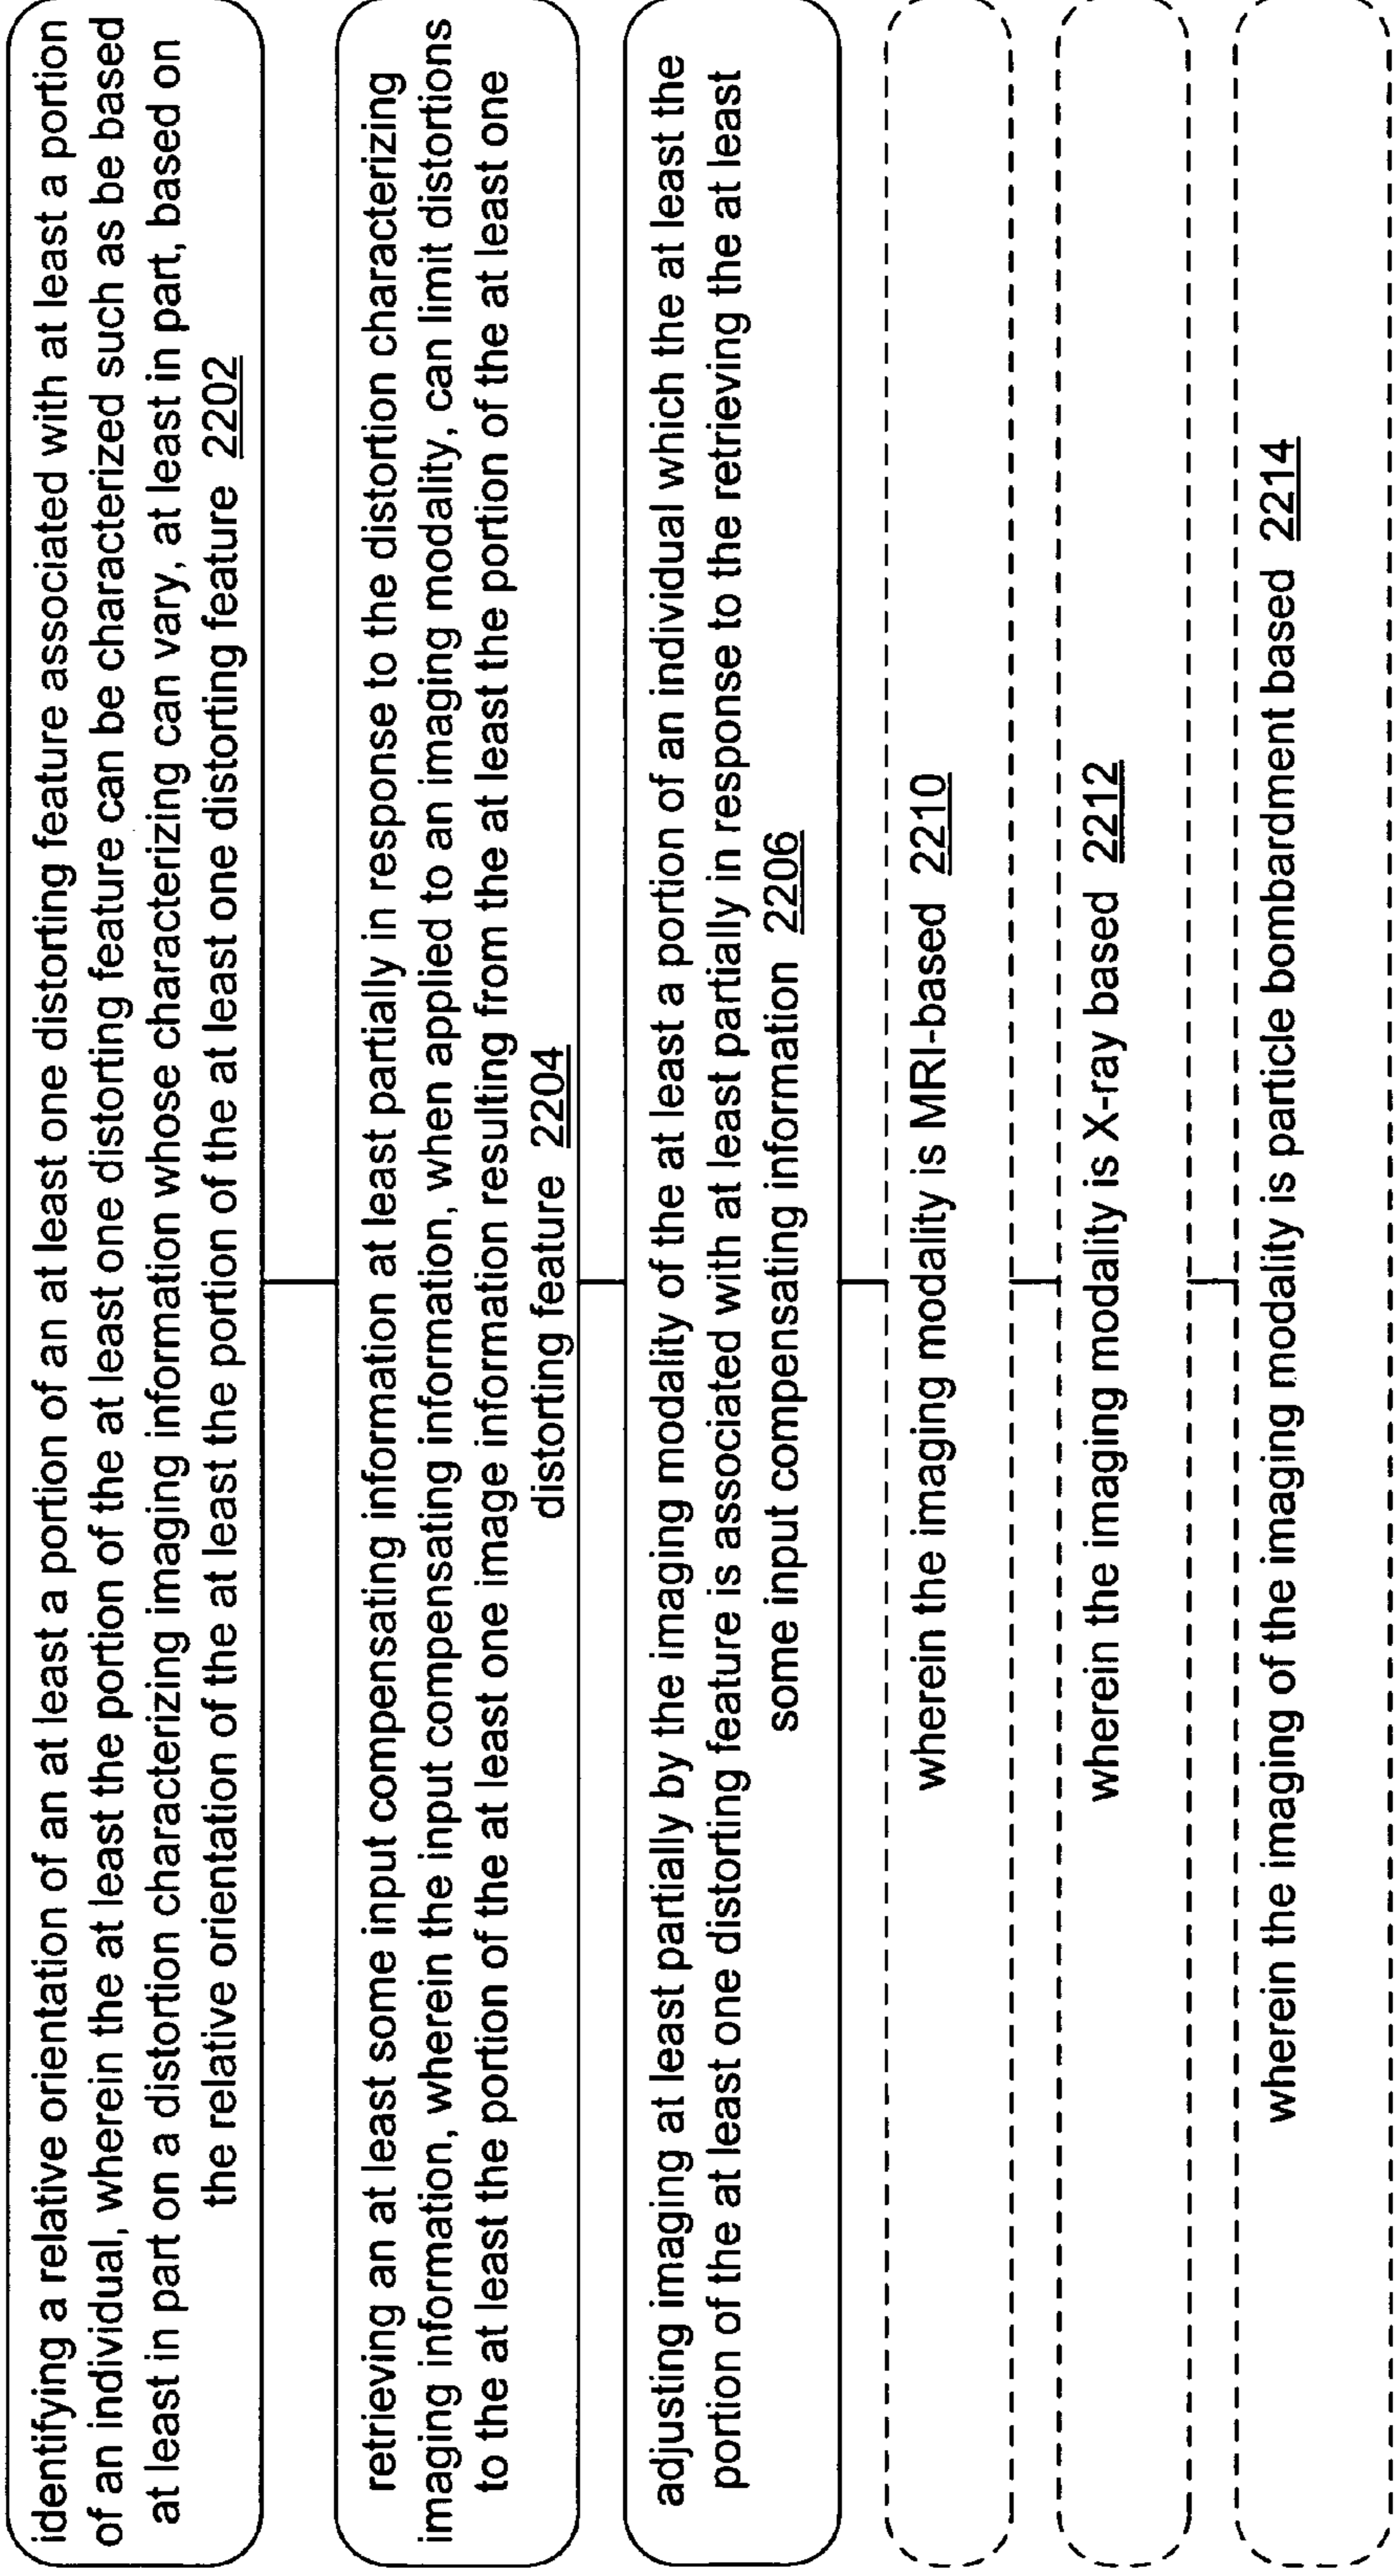 identifying a relative orientation of an at least a portion of an at least one distorting feature associated with at least a portion
of an individual, wherein the at least the portion of the at least one distorting feature can be characterized such as be based
at least in part on a distortion characterizing imaging information whose characterizing can vary, at least in part, based on
the relative orientation of the at least the portion of the at least one distorting feature 2202
retrieving an at least some input compensating information at least partially in response to the distortion characterizing
imaging information, wherein the input compensating information, when applied to an imaging modality, can limit distortions
to the at least the portion of the at least one image information resulting from the at least the portion of the at least one
distorting feature 2204
adjusting imaging at least partially by the imaging modality of the at least a portion of an individual which the at least the
portion of the at least one distorting feature is associated with at least partially in response to the retrieving the at least
some input compensating information 2206
wherein the imaging modality is MRI-based 2210
wherein the imaging modality is X-ray based 2212
wherein the imaging of the imaging modality is particle bombardment based 2214